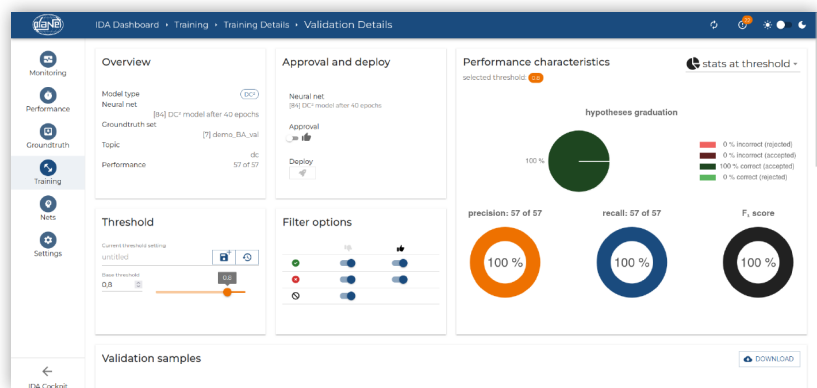 planet
IDA Dashboard • Training • Training Details • Validation Details
Monitoring
Performance
Groundtruth
Training
Nets
Settings
IDA Cockpit
Overview
Model type
DC²
Neural net
[84] DC² model after 40 epochs
Groundtruth set
[7] demo_BA_val
Topic
dc
Performance
57 of 57
Approval and deploy
Neural net
[84] DC² model after 40 epochs
Approval
Deploy
Performance characteristics
stats at threshold
selected threshold: 0.8
hypotheses graduation
100 %
0 % incorrect (rejected)
0 % incorrect (accepted)
100 % correct (accepted)
0 % correct (rejected)
precision: 57 of 57
recall: 57 of 57
F₁ score
100 %
100 %
100 %
Threshold
Current threshold setting
untitled
Base threshold
0,8
0,8
Filter options
Validation samples
DOWNLOAD